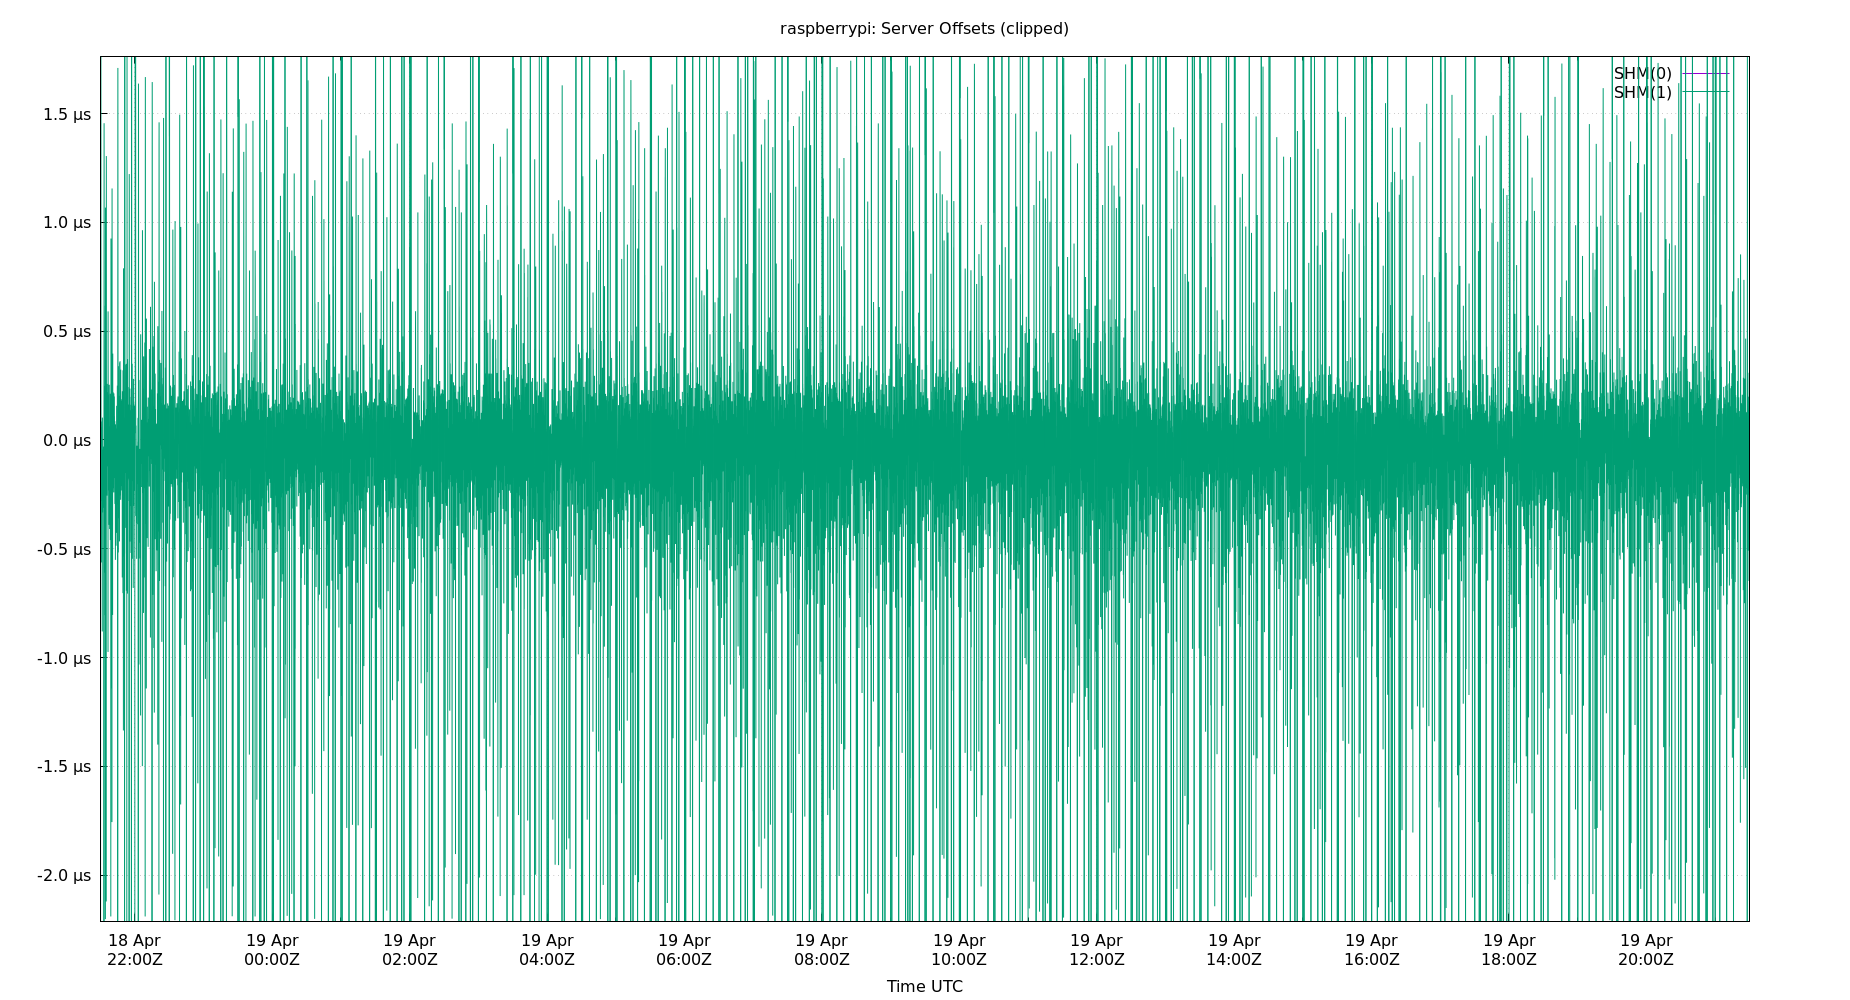 raspberrypi: Server Offsets (clipped)
SHM(0)
SHM(1)
1.5 µs
1.0 µs
0.5 µs
0.0 µs
-0.5 µs
-1.0 µs
-1.5 µs
-2.0 µs
18 Apr 19 Apr 19 Apr 19 Apr 19 Apr 19 Apr 19 Apr 19 Apr 19 Apr 19 Apr 19 Apr 19 Apr
22:00Z 00:00Z 02:00Z 04:00Z 06:00Z 08:00Z 10:00Z 12:00Z 14:00Z 16:00Z 18:00Z 20:00Z
Time UTC